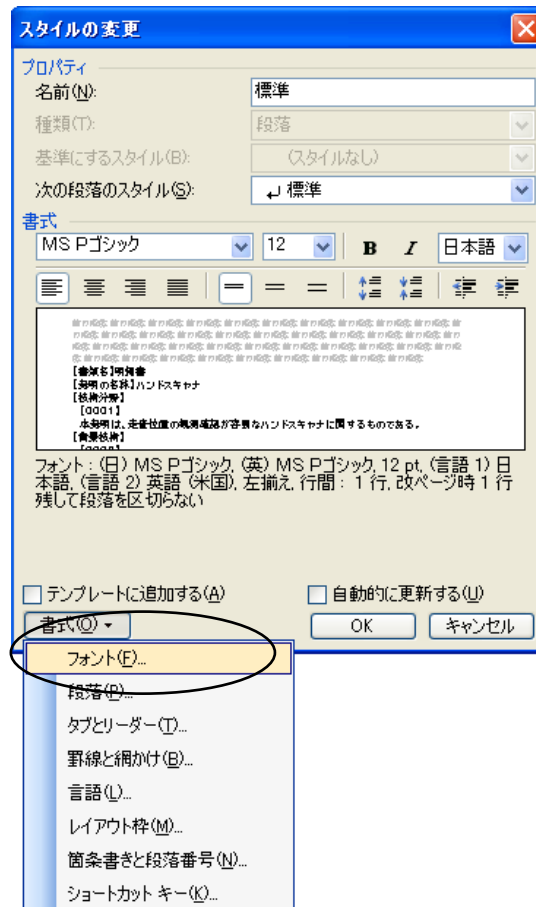 スタイルの変更
プロパティ
名前(N): 標準
種類(T): 段落
基準にするスタイル(B): (スタイルなし)
次の段落のスタイル(S): 標準
書式
MS Pゴシック 12 B I 日本語
【書類名】明細書
【発明の名称】ハンドスキャナ
【技術分野】
【0001】
本発明は、走査位置の観測確認が容易なハンドスキャナに関するものである。
【背景技術】
フォント : (日) MS Pゴシック, (英) MS Pゴシック, 12 pt, (言語 1) 日
本語, (言語 2) 英語 (米国), 左揃え, 行間 : 1 行, 改ページ時 1 行
残して段落を区切らない
テンプレートに追加する(A) 自動的に更新する(U)
書式(O) OK キャンセル
フォント(F)...
段落(P)...
タブとリーダー(T)...
罫線と網かけ(B)...
言語(L)...
レイアウト枠(M)...
箇条書きと段落番号(N)...
ショートカット キー(K)...